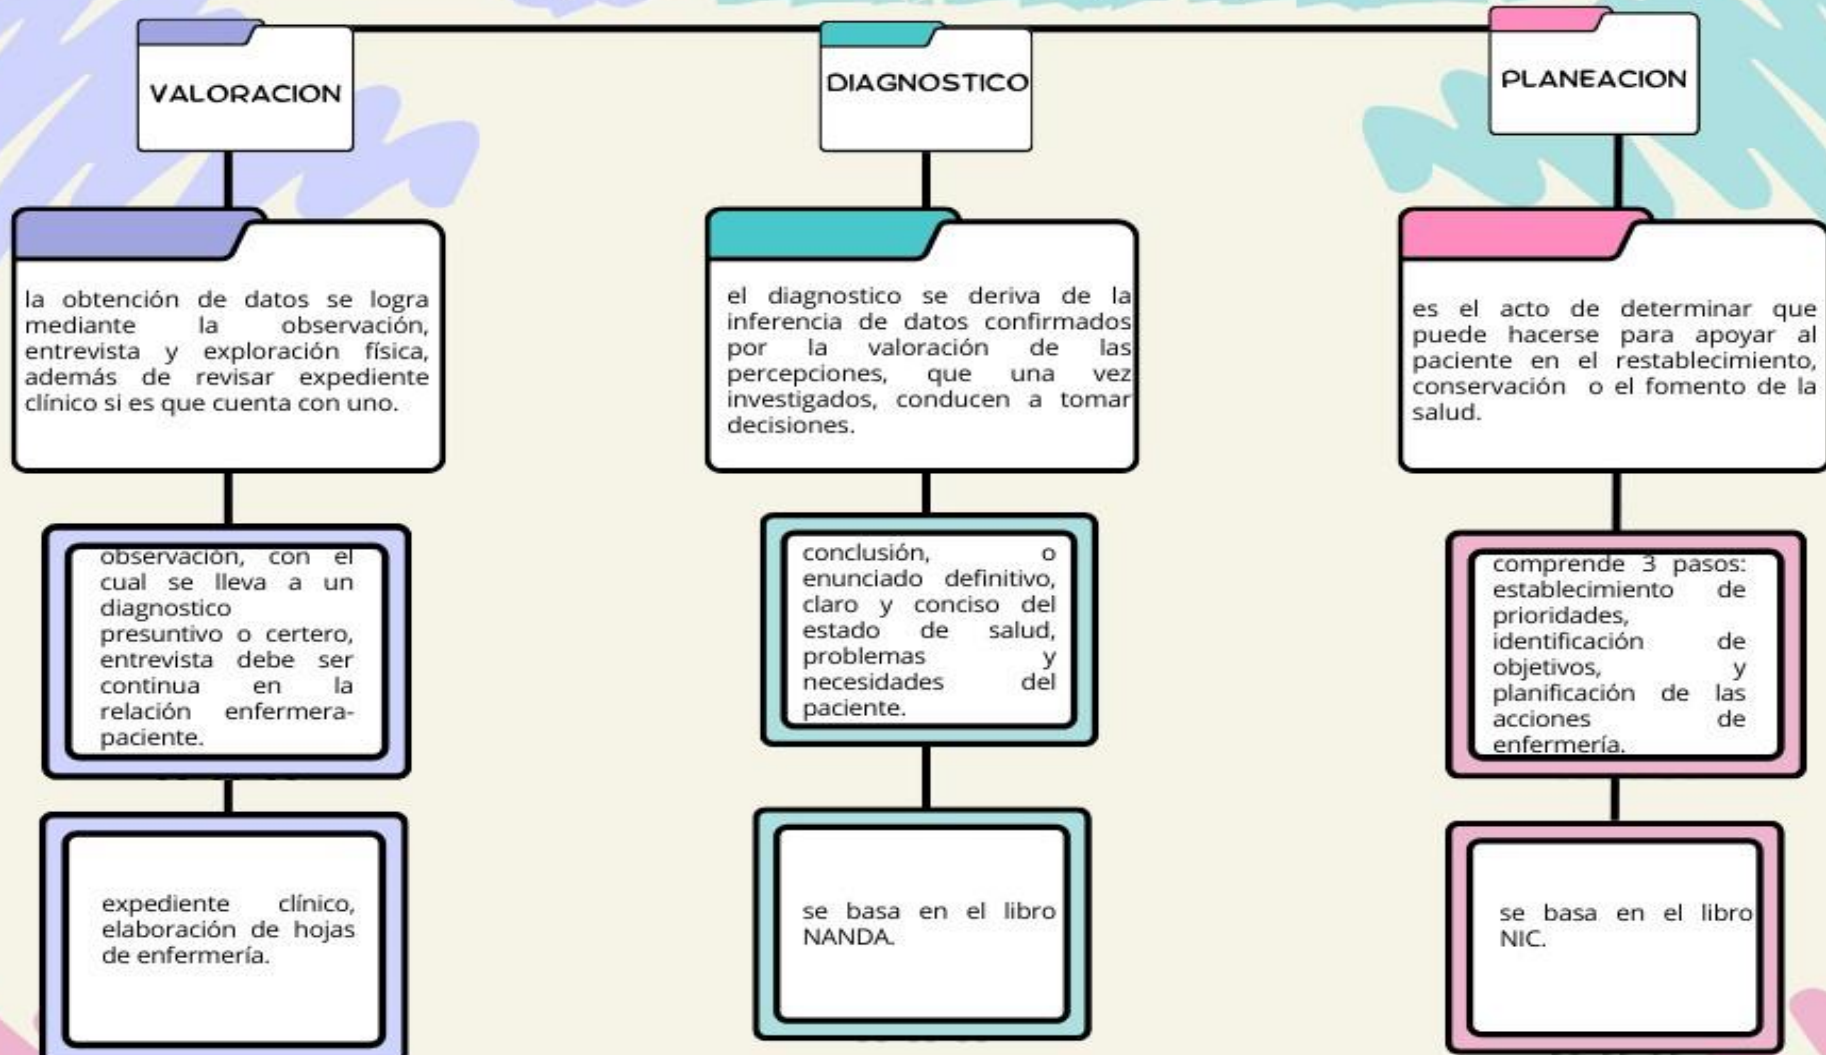 VALORACION
la obtención de datos se logra
mediante la observación,
entrevista y exploración física,
además de revisar expediente
clínico si es que cuenta con uno.
observación, con el
cual se lleva a un
diagnostico
presuntivo o certero,
entrevista debe ser
continua en la
relación enfermera-
paciente.
expediente clínico,
elaboración de hojas
de enfermería.
DIAGNOSTICO
el diagnostico se deriva de la
inferencia de datos confirmados
por la valoración de las
percepciones, que una vez
investigados, conducen a tomar
decisiones.
conclusión, o
enunciado definitivo,
claro y conciso del
estado de salud,
problemas y
necesidades del
paciente.
se basa en el libro
NANDA.
PLANEACION
es el acto de determinar que
puede hacerse para apoyar al
paciente en el restablecimiento,
conservación o el fomento de la
salud.
comprende 3 pasos:
establecimiento de
prioridades,
identificación de
objetivos, y
planificación de las
acciones de
enfermería.
se basa en el libro
NIC.